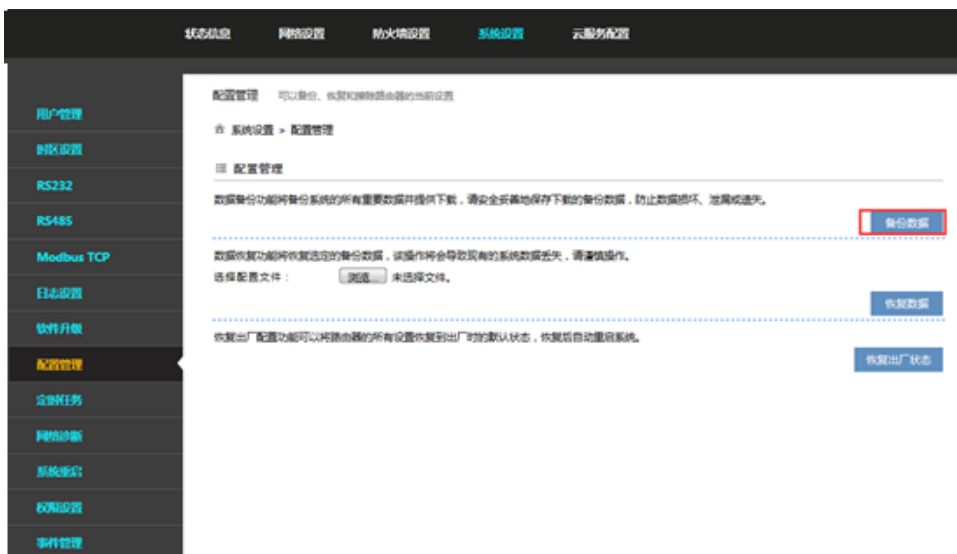 状态信息 网络设置 防火墙设置 系统设置 云服务配置
配置管理 可以备份、恢复和擦除路由器的当前设置
用户管理
系统设置 > 配置管理
时区设置
配置管理
RS232
数据备份功能将备份系统的所有重要数据并提供下载，请安全妥善地保存下载的备份数据，防止数据损坏、泄漏或遗失。
RS485
备份数据
Modbus TCP
数据恢复功能将恢复选定的备份数据，该操作将会导致现有的系统数据丢失，请谨慎操作。
选择配置文件： 浏览... 未选择文件。
日志设置
恢复数据
软件升级
恢复出厂配置功能可以将路由器的所有设置恢复到出厂时的默认状态，恢复后自动重启系统。
配置管理
恢复出厂状态
定时任务
网络诊断
系统重启
权限设置
事件管理